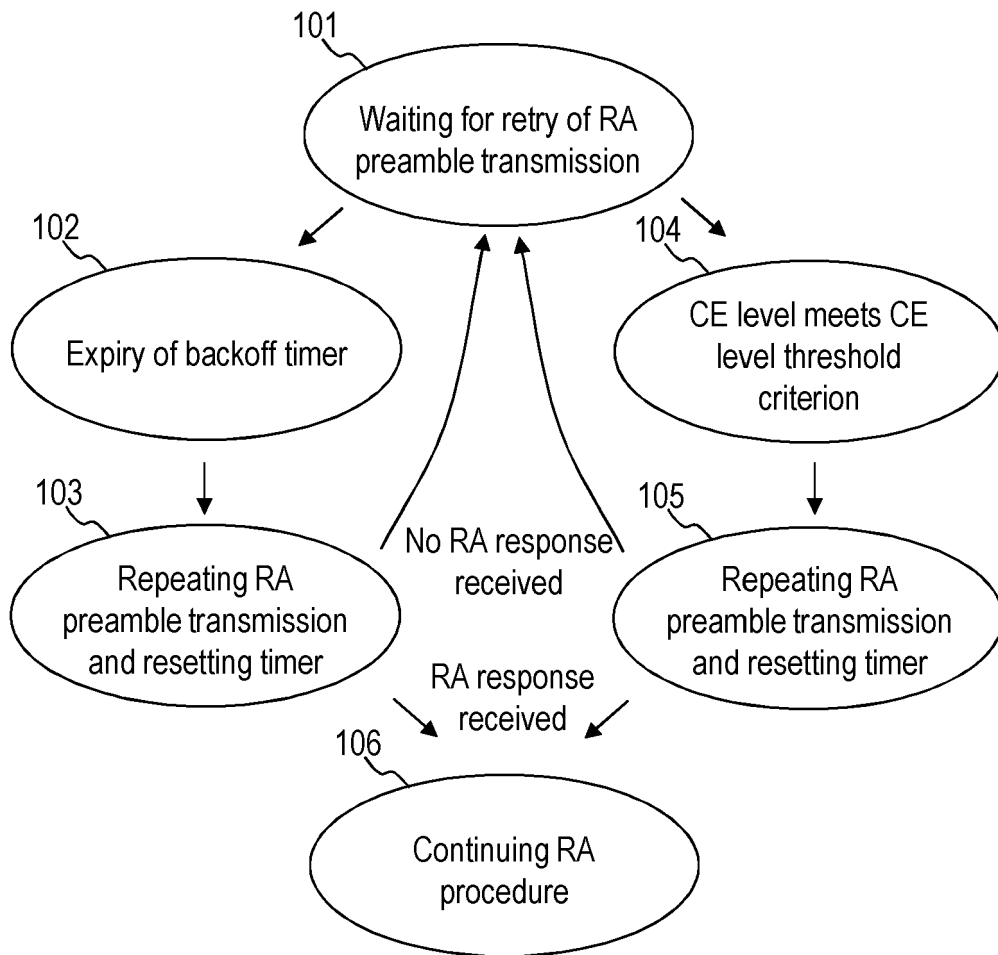 101
Waiting for retry of RA
preamble transmission
102
Expiry of backoff timer
104
CE level meets CE
level threshold
criterion
103
Repeating RA
preamble transmission
and resetting timer
No RA response
received
105
Repeating RA
preamble transmission
and resetting timer
RA response
received
106
Continuing RA
procedure